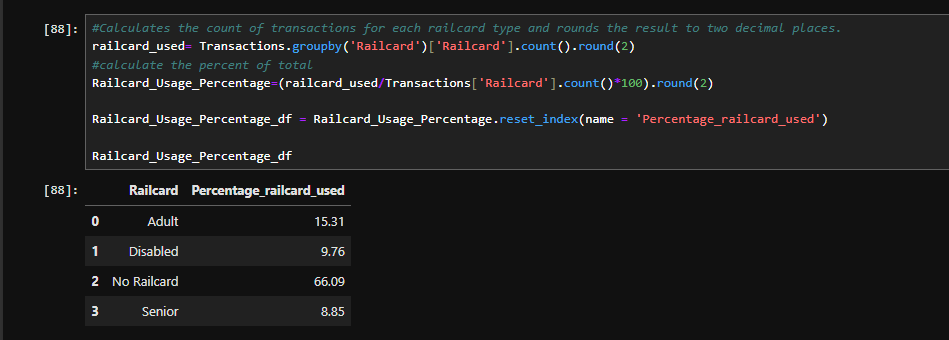 [88]: #Calculates the count of transactions for each railcard type and rounds the result to two decimal places.
railcard_used= Transactions.groupby('Railcard')['Railcard'].count().round(2)
#calculate the percent of total
Railcard_Usage_Percentage=(railcard_used/Transactions['Railcard'].count()*100).round(2)
Railcard_Usage_Percentage_df = Railcard_Usage_Percentage.reset_index(name = 'Percentage_railcard_used')
Railcard_Usage_Percentage_df
[88]: Railcard Percentage_railcard_used
0 Adult 15.31
1 Disabled 9.76
2 No Railcard 66.09
3 Senior 8.85